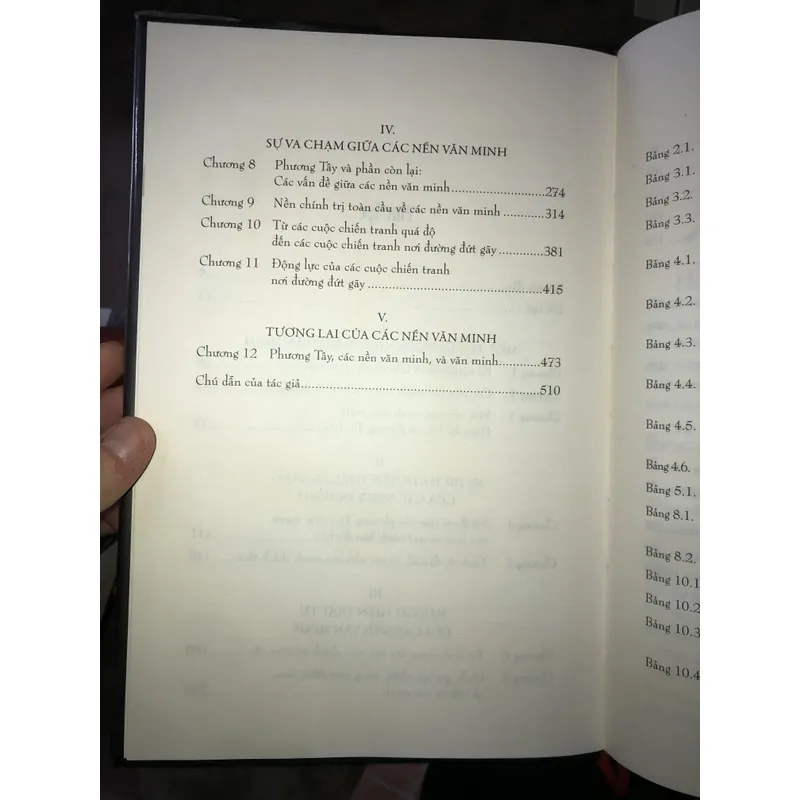 IV.
SỰ VA CHẠM GIỮA CÁC NỀN VĂN MINH
Chương 8 Phương Tây và phần còn lại:
Các vấn đề giữa các nền văn minh.....................274
Chương 9 Nền chính trị toàn cầu về các nền văn minh..........314
Chương 10 Từ các cuộc chiến tranh quá độ
đến các cuộc chiến tranh nơi đường đứt gãy..........381
Chương 11 Động lực của các cuộc chiến tranh
nơi đường đứt gãy........................................415
V.
TƯƠNG LAI CỦA CÁC NỀN VĂN MINH
Chương 12 Phương Tây, các nền văn minh, và văn minh...........473
Chú dẫn của tác giả.....................................................510
Bảng 2.1.
Bảng 3.1.
Bảng 3.2.
Bảng 3.3.
Bảng 4.1.
Bảng 4.2.
Bảng 4.3.
Bảng 4.4.
Bảng 4.5.
Bảng 4.6.
Bảng 5.1.
Bảng 8.1.
Bảng 8.2.
Bảng 10.1
Bảng 10.2
Bảng 10.3
Bảng 10.4